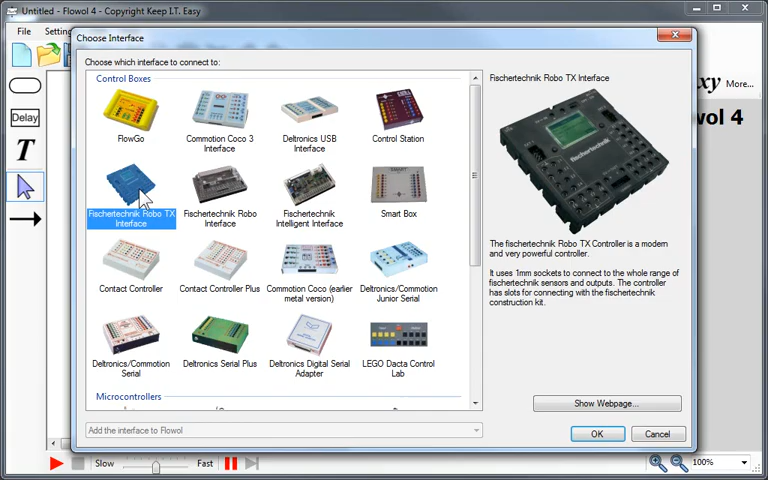 Untitled - Flowol 4 - Copyright Keep I.T. Easy
File
Choose Interface
Choose which interface to connect to:
Control Boxes
FlowGo
Commotion Coco 3 Interface
Deltronics USB Interface
Control Station
Fischertechnik Robo TX Interface
Fischertechnik Robo Interface
Fischertechnik Intelligent Interface
Smart Box
Contact Controller
Contact Controller Plus
Commotion Coco (earlier metal version)
Deltronics/Commotion Junior Serial
Deltronics/Commotion Serial
Deltronics Serial Plus
Deltronics Digital Serial Adapter
LEGO Dacta Control Lab
Microcontrollers
Add the interface to Flowol
Fischertechnik Robo TX Interface
fischertechnik
The fischertechnik Robo TX Controller is a modern
and very powerful controller.
It uses 1mm sockets to connect to the whole range of
fischertechnik sensors and outputs. The controller
has slots for connecting with the fischertechnik
construction kit.
Show Webpage...
OK
Cancel
More...
Delay
T
Slow
Fast
100%